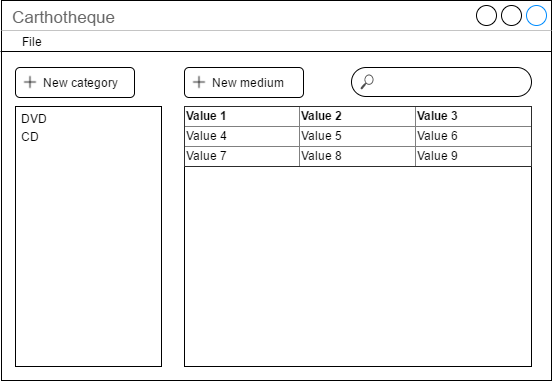 Carthotheque
File
New category
New medium
DVD
CD
Value 1 Value 2 Value 3
Value 4 Value 5 Value 6
Value 7 Value 8 Value 9